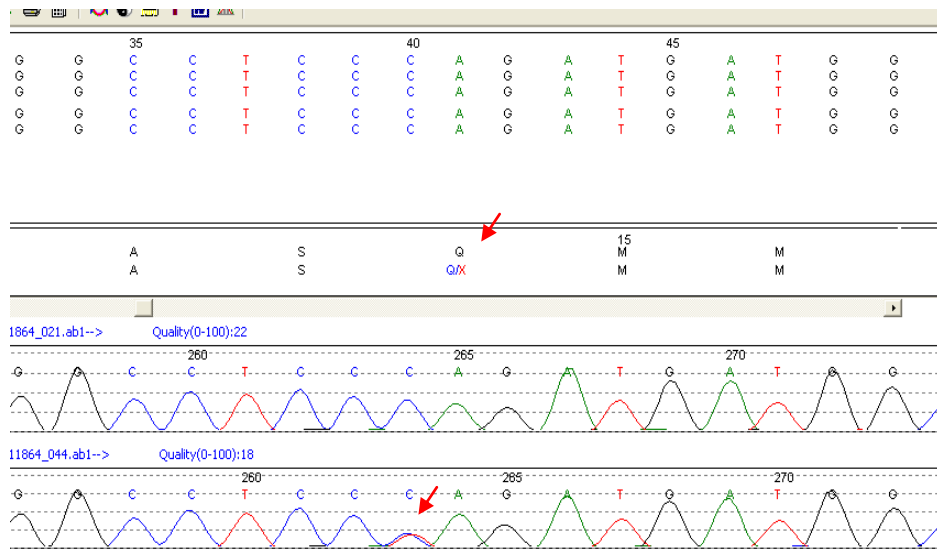 35 40 45
G G C C T C C C A G A T G A T G G
G G C C T C C C A G A T G A T G G
G G C C T C C C A G A T G A T G G
G G C C T C C C A G A T G A T G G
G G C C T C C C A G A T G A T G G
15
A S Q M M
A S Q/X M M
1864_021.ab1--> Quality(0-100):22
260 265 270
G G C C T C C C A G A T G A T G G
11864_044.ab1--> Quality(0-100):18
260 265 270
G G C C T C C C A G A T G A T G G